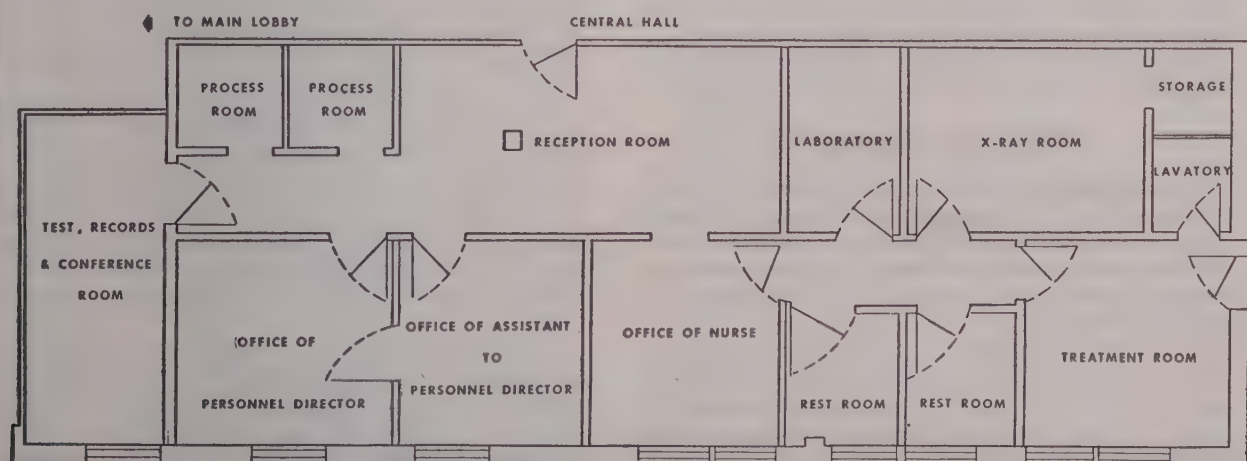 TO MAIN LOBBY
CENTRAL HALL
PROCESS
ROOM
PROCESS
ROOM
RECEPTION ROOM
LABORATORY
X-RAY ROOM
STORAGE
LAVATORY
TEST, RECORDS
& CONFERENCE
ROOM
OFFICE OF
PERSONNEL DIRECTOR
OFFICE OF ASSISTANT
TO
PERSONNEL DIRECTOR
OFFICE OF NURSE
REST ROOM
REST ROOM
TREATMENT ROOM